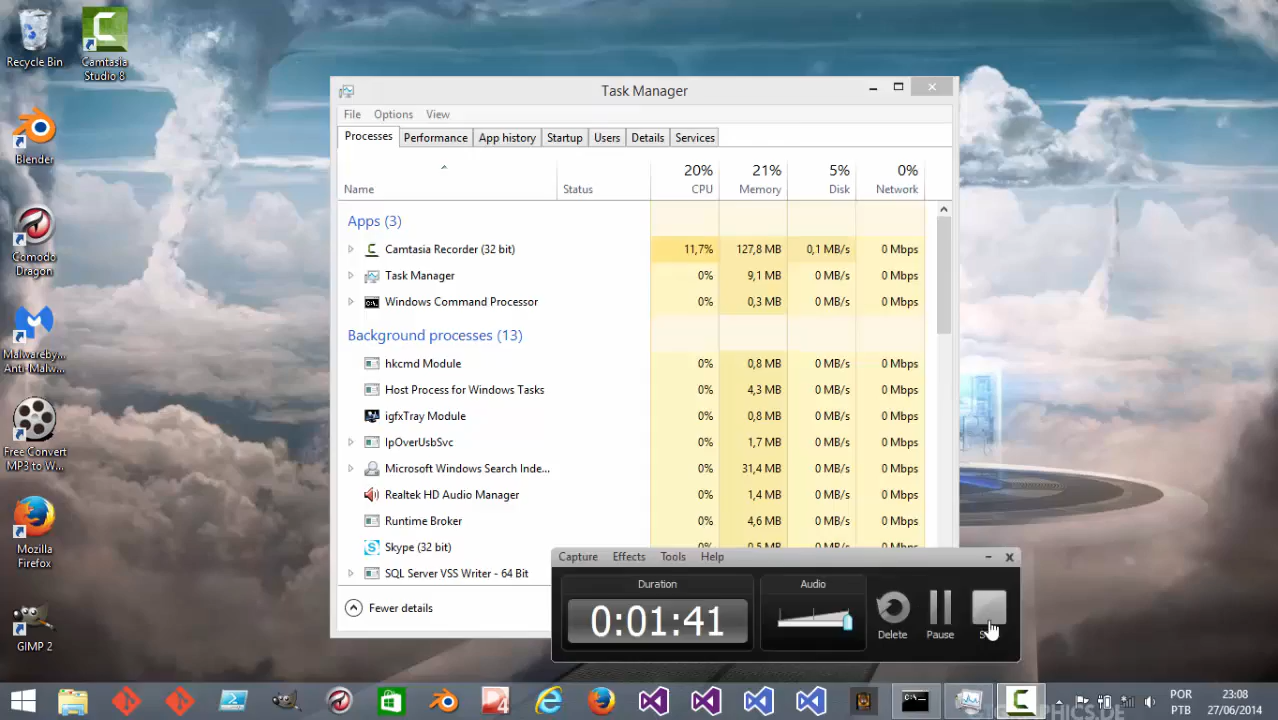 Recycle Bin
Camtasia
Studio 8
Blender
Comodo
Dragon
Malwareby...
Anti-Malw...
Free Convert
MP3 to W...
Mozilla
Firefox
GIMP 2
Task Manager
File Options View
Processes Performance App history Startup Users Details Services
20% 21% 5% 0%
Name Status CPU Memory Disk Network
Apps (3)
Camtasia Recorder (32 bit) 11,7% 127,8 MB 0,1 MB/s 0 Mbps
Task Manager 0% 9,1 MB 0 MB/s 0 Mbps
Windows Command Processor 0% 0,3 MB 0 MB/s 0 Mbps
Background processes (13)
hkcmd Module 0% 0,8 MB 0 MB/s 0 Mbps
Host Process for Windows Tasks 0% 4,3 MB 0 MB/s 0 Mbps
igfxTray Module 0% 0,8 MB 0 MB/s 0 Mbps
IpOverUsbSvc 0% 1,7 MB 0 MB/s 0 Mbps
Microsoft Windows Search Inde... 0% 31,4 MB 0 MB/s 0 Mbps
Realtek HD Audio Manager 0% 1,4 MB 0 MB/s 0 Mbps
Runtime Broker 0% 4,6 MB 0 MB/s 0 Mbps
Skype (32 bit) 0% 0,5 MB 0 MB/s 0 Mbps
SQL Server VSS Writer - 64 Bit
Fewer details
Capture Effects Tools Help
Duration
0:01:41
Audio
Delete
Pause
POR
PTB
23:08
27/06/2014